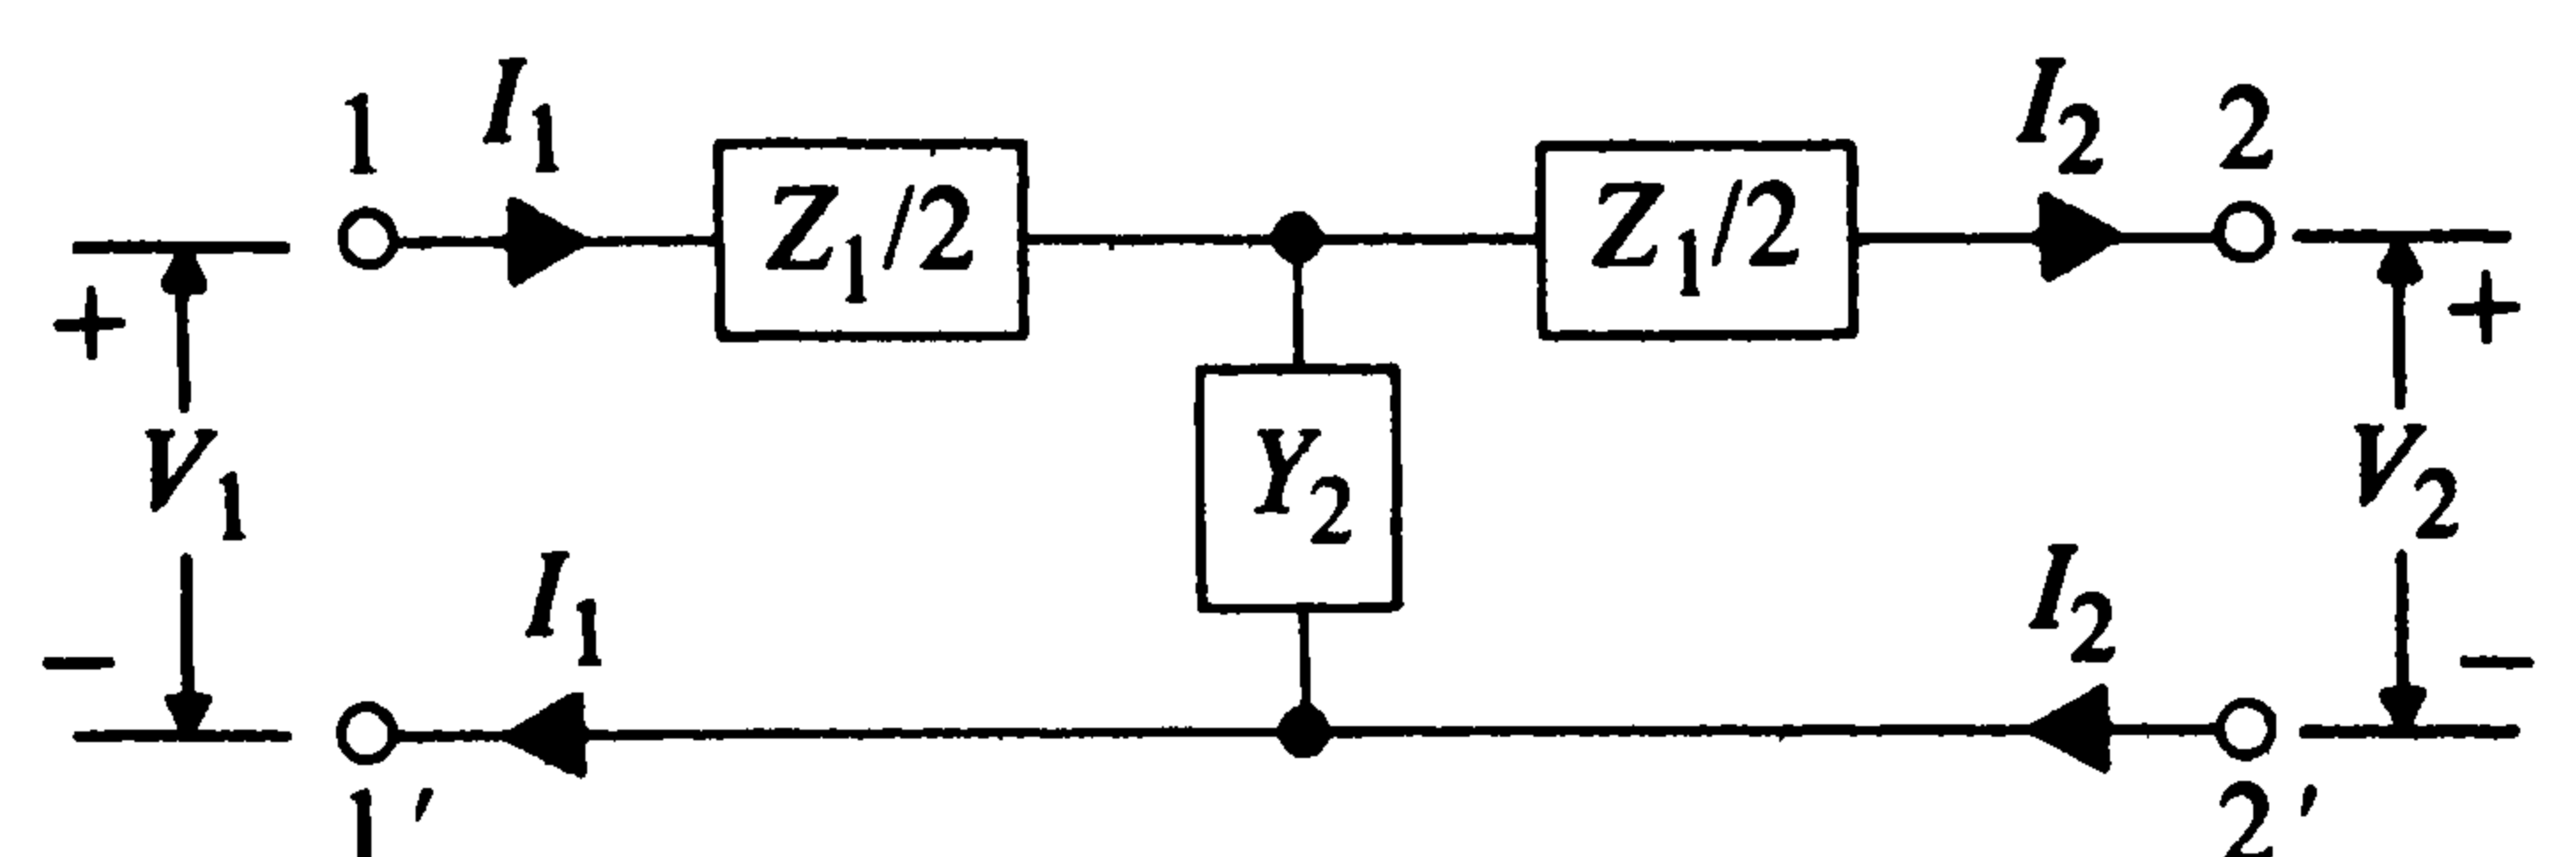 1 I₁ I₂ 2
Z₁/2 Z₁/2
+ +
V₁ Y₂ V₂
I₁ I₂
− −
1′ 2′